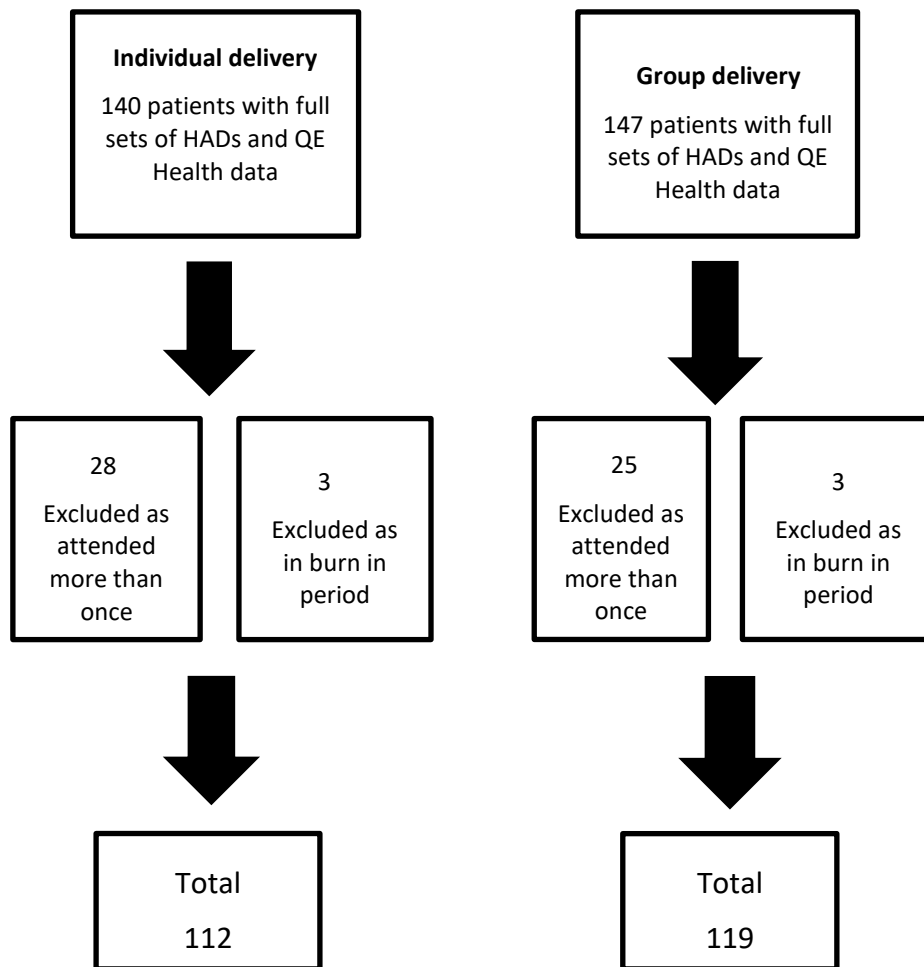 Individual delivery
140 patients with full
sets of HADs and QE
Health data
Group delivery
147 patients with full
sets of HADs and QE
Health data
28
Excluded as
attended
more than
once
3
Excluded as
in burn in
period
25
Excluded as
attended
more than
once
3
Excluded as
in burn in
period
Total
112
Total
119